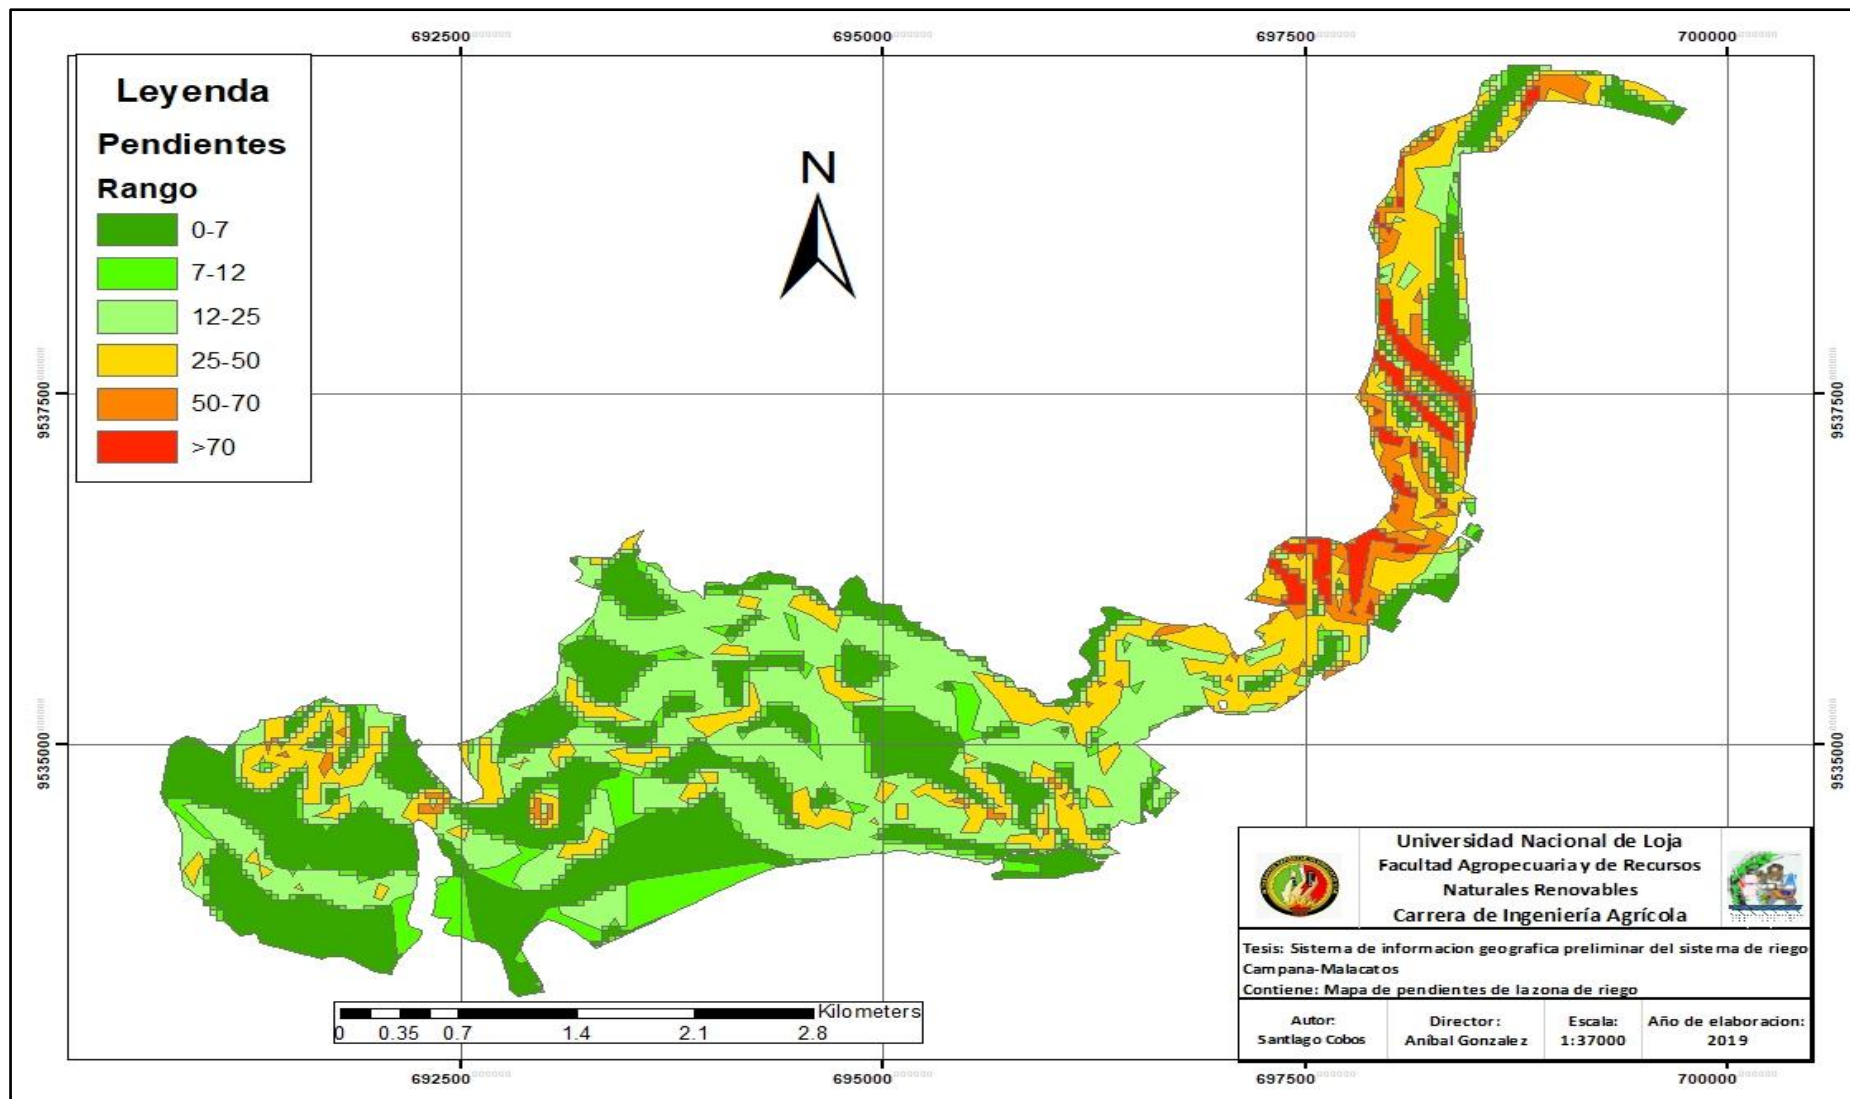 692500
695000
697500
700000
Leyenda
Pendientes
Rango
0-7
7-12
12-25
25-50
50-70
>70
N
9537500
9537500
9535000
9535000
Universidad Nacional de Loja
Facultad Agropecuaria y de Recursos
Naturales Renovables
Carrera de Ingeniería Agrícola
Tesis: Sistema de informacion geografica preliminar del sistema de riego
Campana-Malacatos
Contiene: Mapa de pendientes de la zona de riego
Autor:
Santiago Cobos
Director:
Aníbal Gonzalez
Escala:
1:37000
Año de elaboracion:
2019
Kilometers
0 0.35 0.7 1.4 2.1 2.8
692500
695000
697500
700000